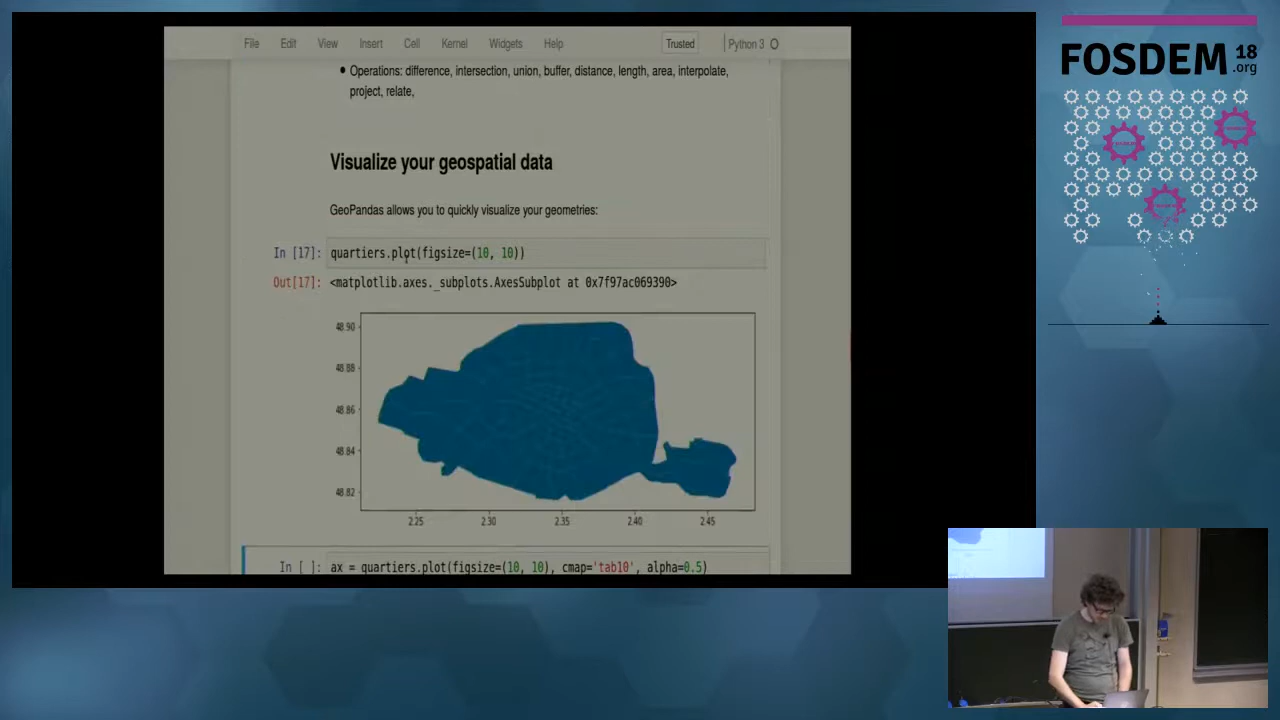 File Edit View Insert Cell Kernel Widgets Help Trusted Python 3
Operations: difference, intersection, union, buffer, distance, length, area, interpolate,
project, relate,
Visualize your geospatial data
GeoPandas allows you to quickly visualize your geometries:
In [17]: quartiers.plot(figsize=(10, 10))
Out[17]: <matplotlib.axes._subplots.AxesSubplot at 0x7f97ac069390>
48.90
48.88
48.86
48.84
48.82
2.25 2.30 2.35 2.40 2.45
In [ ]: ax = quartiers.plot(figsize=(10, 10), cmap='tab10', alpha=0.5)
FOSDEM 18
.org